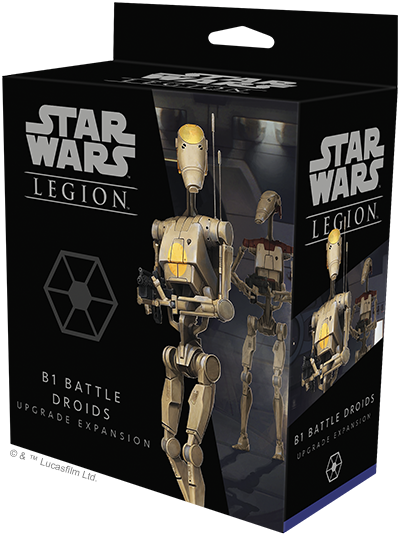 STAR
WARS
LEGION
B1 BATTLE
DROIDS
UPGRADE EXPANSION
© & ™ Lucasfilm Ltd.
STAR
WARS
LEGION
B1 BATTLE DROIDS
UPGRADE EXPANSION